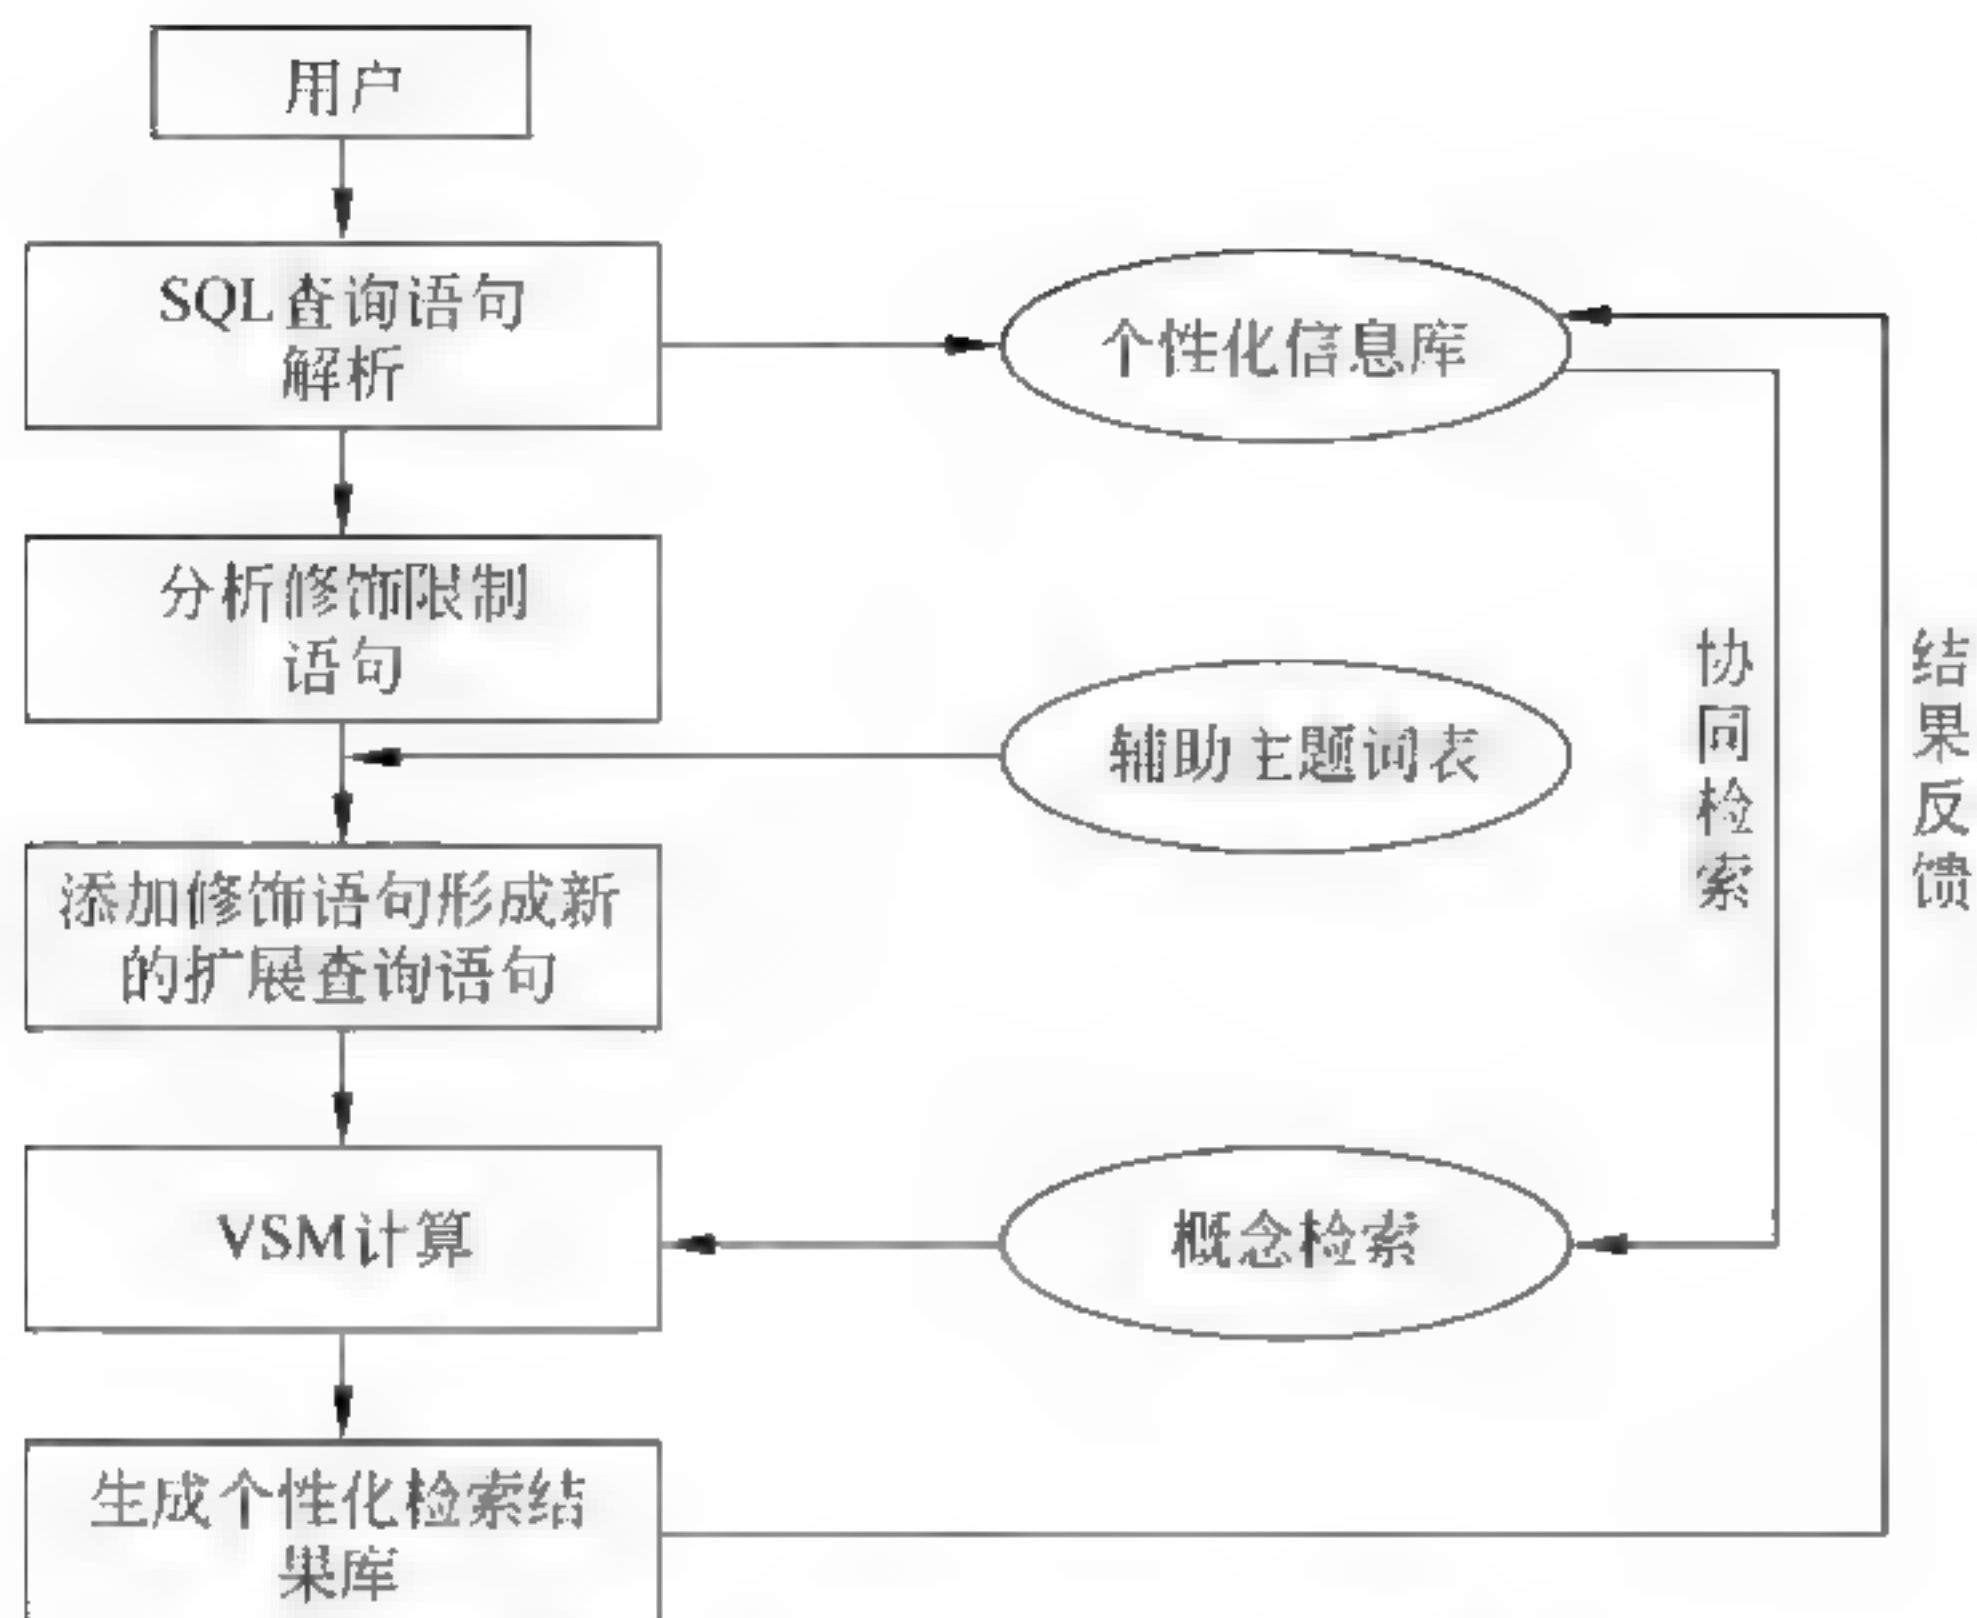 用户
SQL查询语句
解析
个性化信息库
分析修饰限制
语句
辅助主题词表
协同检索
结果反馈
添加修饰语句形成新
的扩展查询语句
VSM计算
概念检索
生成个性化检索结
果库